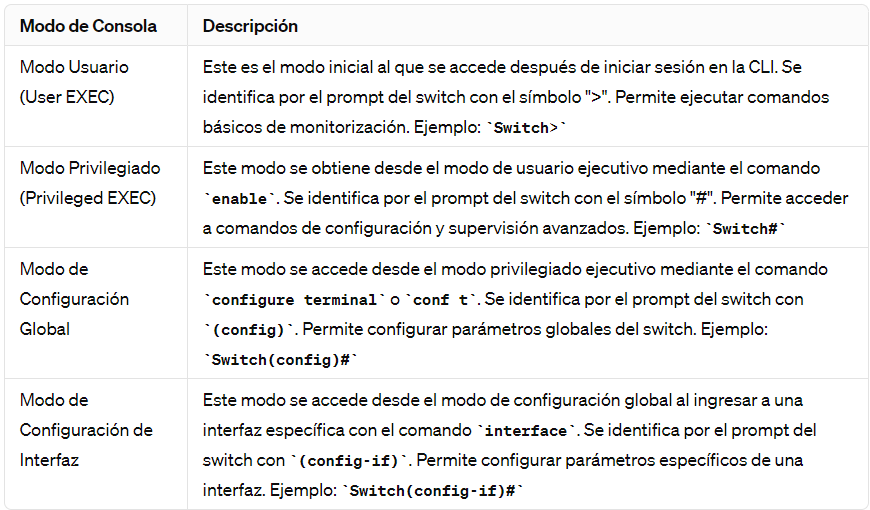 Modo de Consola
Descripción
Modo Usuario
(User EXEC)
Este es el modo inicial al que se accede después de iniciar sesión en la CLI. Se
identifica por el prompt del switch con el símbolo ">". Permite ejecutar comandos
básicos de monitorización. Ejemplo: `Switch>`
Modo Privilegiado
(Privileged EXEC)
Este modo se obtiene desde el modo de usuario ejecutivo mediante el comando
`enable`. Se identifica por el prompt del switch con el símbolo "#". Permite acceder
a comandos de configuración y supervisión avanzados. Ejemplo: `Switch#`
Modo de
Configuración
Global
Este modo se accede desde el modo privilegiado ejecutivo mediante el comando
`configure terminal` o `conf t`. Se identifica por el prompt del switch con
`(config)`. Permite configurar parámetros globales del switch. Ejemplo:
`Switch(config)#`
Modo de
Configuración de
Interfaz
Este modo se accede desde el modo de configuración global al ingresar a una
interfaz específica con el comando `interface`. Se identifica por el prompt del
switch con `(config-if)`. Permite configurar parámetros específicos de una
interfaz. Ejemplo: `Switch(config-if)#`